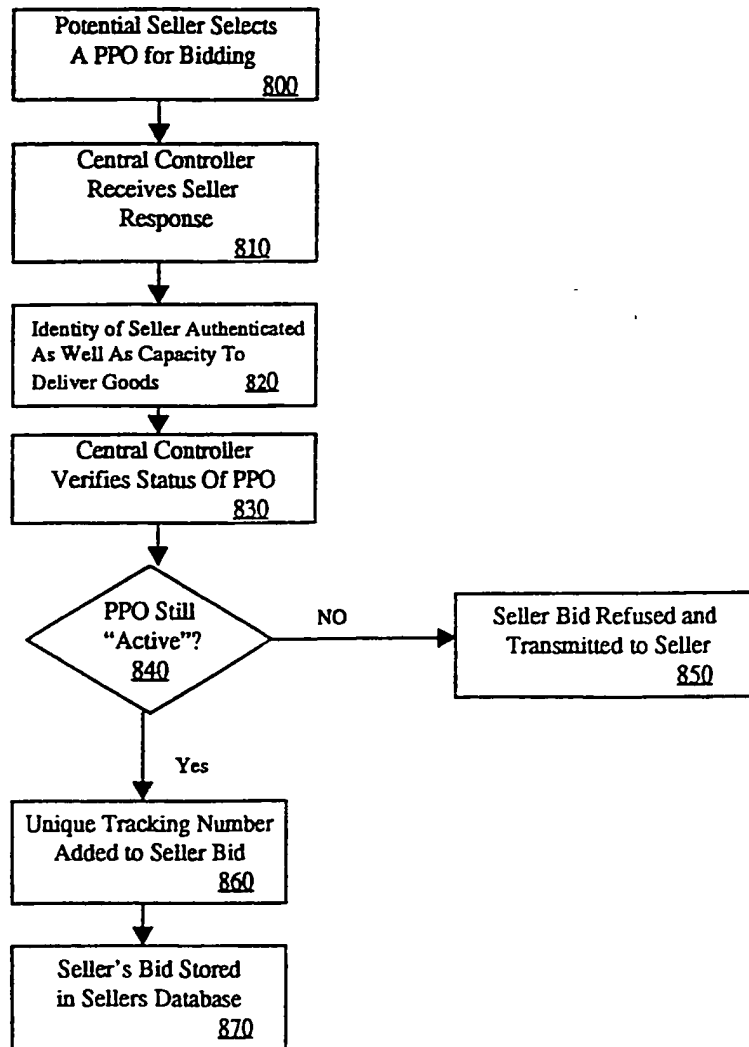 Potential Seller Selects
A PPO for Bidding
800
Central Controller
Receives Seller
Response
810
Identity of Seller Authenticated
As Well As Capacity To
Deliver Goods 820
Central Controller
Verifies Status Of PPO
830
PPO Still
"Active"?
840
NO
Seller Bid Refused and
Transmitted to Seller
850
Yes
Unique Tracking Number
Added to Seller Bid
860
Seller's Bid Stored
in Sellers Database
870